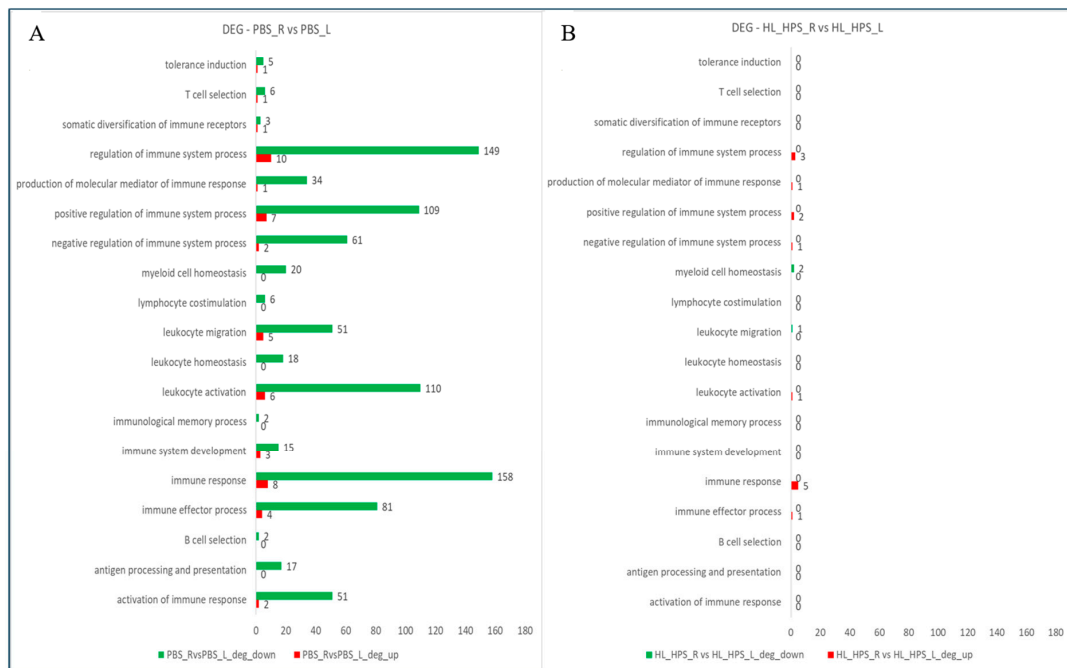 A
DEG - PBS_R vs PBS_L
tolerance induction 5
1
T cell selection 6
1
somatic diversification of immune receptors 3
1
regulation of immune system process 149
10
production of molecular mediator of immune response 34
1
positive regulation of immune system process 109
7
negative regulation of immune system process 61
2
myeloid cell homeostasis 20
0
lymphocyte costimulation 6
0
leukocyte migration 51
5
leukocyte homeostasis 18
0
leukocyte activation 110
6
immunological memory process 2
0
immune system development 15
3
immune response 158
8
immune effector process 81
4
B cell selection 2
0
antigen processing and presentation 17
0
activation of immune response 51
2
0 20 40 60 80 100 120 140 160 180
PBS_RvsPBS_L_deg_down PBS_RvsPBS_L_deg_up
B
DEG - HL_HPS_R vs HL_HPS_L
tolerance induction 0
0
T cell selection 0
0
somatic diversification of immune receptors 0
0
regulation of immune system process 0
3
production of molecular mediator of immune response 0
1
positive regulation of immune system process 0
2
negative regulation of immune system process 0
1
myeloid cell homeostasis 2
0
lymphocyte costimulation 0
0
leukocyte migration 1
0
leukocyte homeostasis 0
0
leukocyte activation 0
1
immunological memory process 0
0
immune system development 0
0
immune response 0
5
immune effector process 0
1
B cell selection 0
0
antigen processing and presentation 0
0
activation of immune response 0
0
0 20 40 60 80 100 120 140 160 180
HL_HPS_R vs HL_HPS_L_deg_down HL_HPS_R vs HL_HPS_L_deg_up